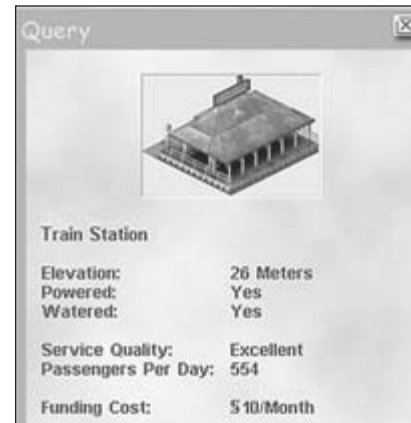 Query
Train Station
Elevation: 26 Meters
Powered: Yes
Watered: Yes
Service Quality: Excellent
Passengers Per Day: 554
Funding Cost: $10/Month